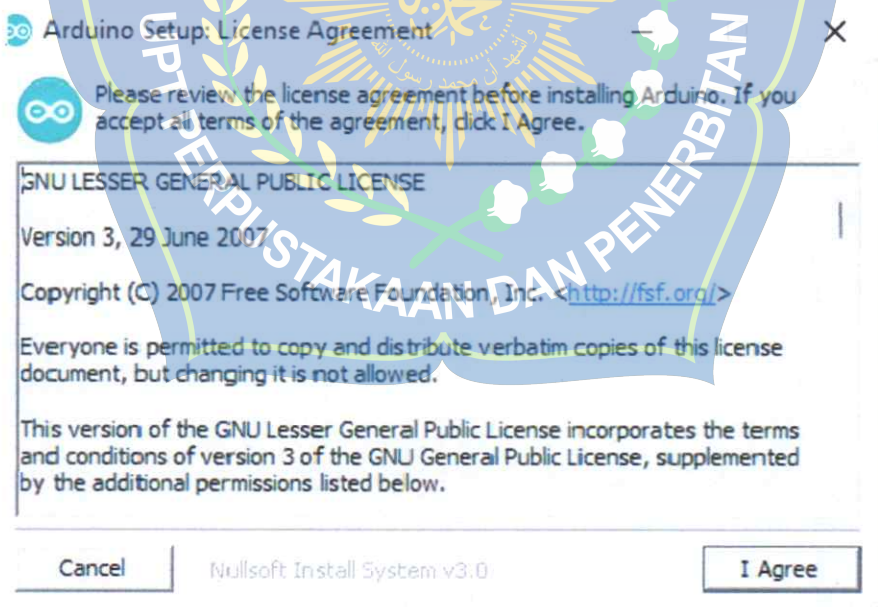 Arduino Setup: License Agreement
Please review the license agreement before installing Arduino. If you
accept all terms of the agreement, click I Agree.
GNU LESSER GENERAL PUBLIC LICENSE
Version 3, 29 June 2007
Copyright (C) 2007 Free Software Foundation, Inc. <http://fsf.org/>
Everyone is permitted to copy and distribute verbatim copies of this license
document, but changing it is not allowed.
This version of the GNU Lesser General Public License incorporates the terms
and conditions of version 3 of the GNU General Public License, supplemented
by the additional permissions listed below.
Cancel
Nullsoft Install System v3.0
I Agree
UPT PERPUSTAKAAN DAN PENERBITAN